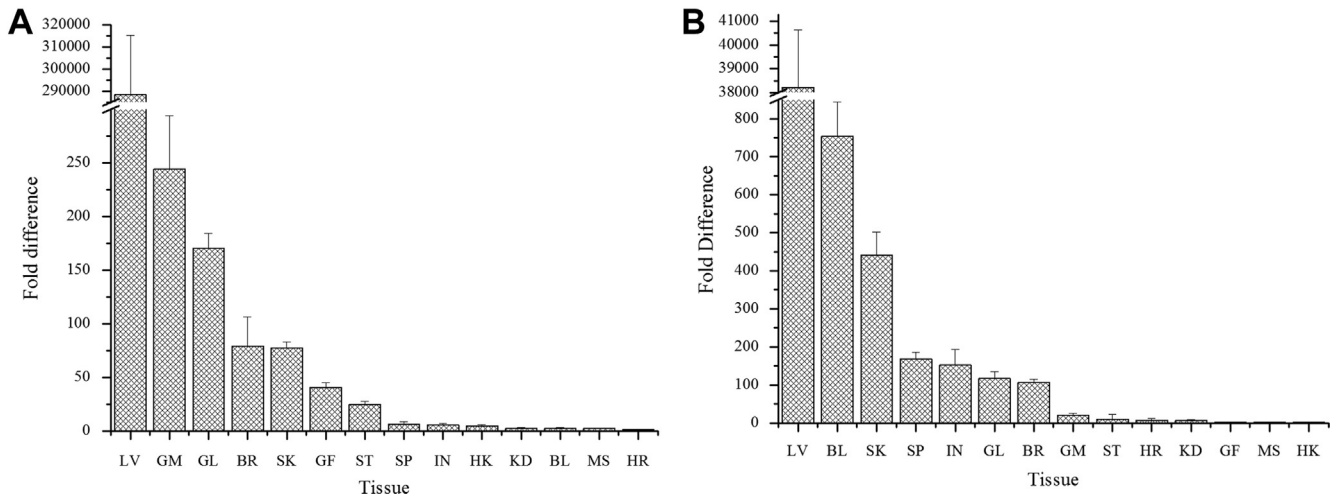 A
Fold difference
320000
310000
300000
290000
250
200
150
100
50
0
LV GM GL BR SK GF ST SP IN HK KD BL MS HR
Tissue
B
Fold Difference
41000
40000
39000
38000
800
700
600
500
400
300
200
100
0
LV BL SK SP IN GL BR GM ST HR KD GF MS HK
Tissue